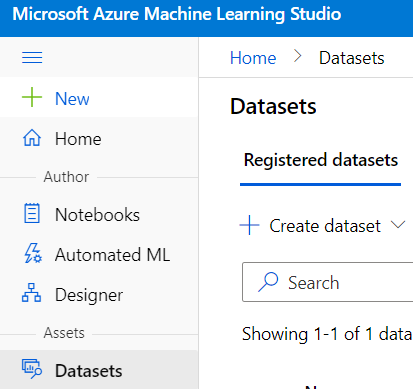 Microsoft Azure Machine Learning Studio
Home > Datasets
New
Home
Author
Notebooks
Automated ML
Designer
Assets
Datasets
Datasets
Registered datasets
Create dataset
Search
Showing 1-1 of 1 data